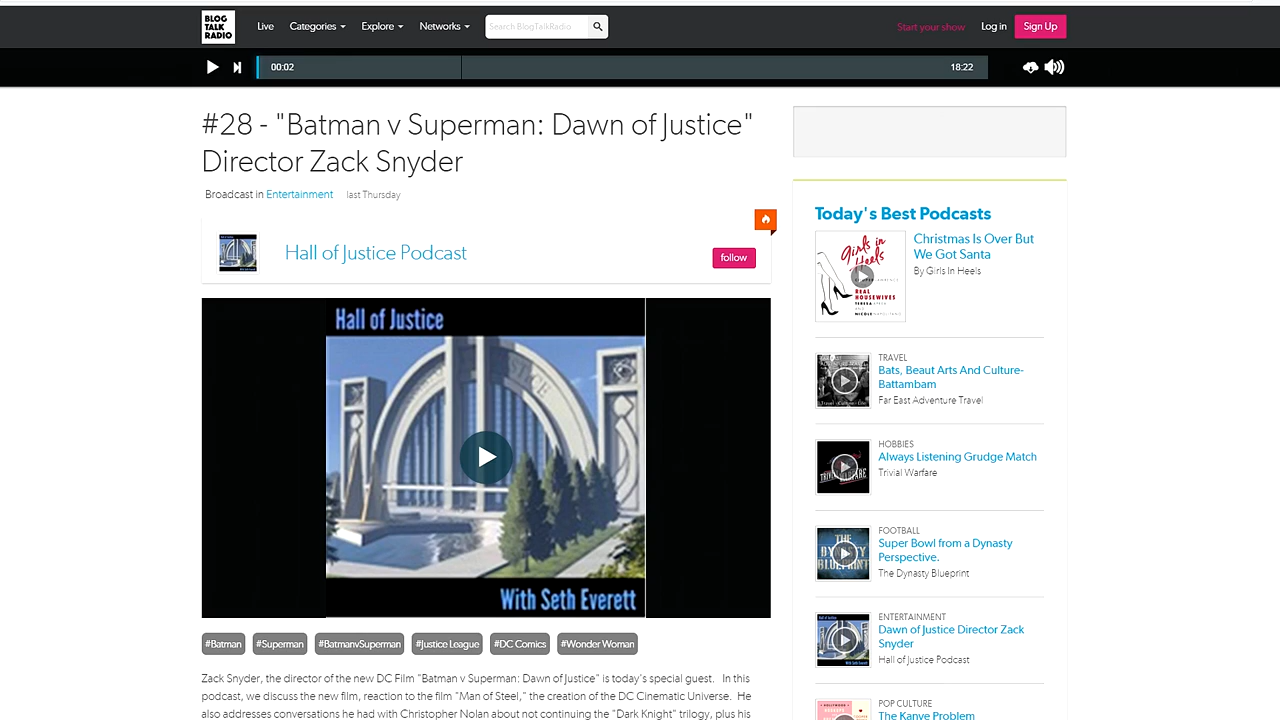 BLOG
TALK
RADIO
Live
Categories
Explore
Networks
Search BlogTalkRadio
Start your show
Log in
Sign Up
00:02
18:22
#28 - "Batman v Superman: Dawn of Justice"
Director Zack Snyder
Broadcast in Entertainment
last Thursday
Hall of Justice Podcast
follow
Hall of Justice
With Seth Everett
#Batman
#Superman
#BatmanvSuperman
#Justice League
#DC Comics
#Wonder Woman
Zack Snyder, the director of the new DC Film "Batman v Superman: Dawn of Justice" is today's special guest. In this
podcast, we discuss the new film, reaction to the film "Man of Steel," the creation of the DC Cinematic Universe. He
also addresses conversations he had with Christopher Nolan about not continuing the "Dark Knight" trilogy, plus his
Today's Best Podcasts
Girls in
Heels
REAL
HOUSEWIVES
Christmas Is Over But
We Got Santa
By Girls In Heels
TRAVEL
Bats, Beaut Arts And Culture-
Battambam
Far East Adventure Travel
HOBBIES
Always Listening Grudge Match
Trivial Warfare
FOOTBALL
Super Bowl from a Dynasty
Perspective.
The Dynasty Blueprint
ENTERTAINMENT
Dawn of Justice Director Zack
Snyder
Hall of Justice Podcast
POP CULTURE
The Kanye Problem